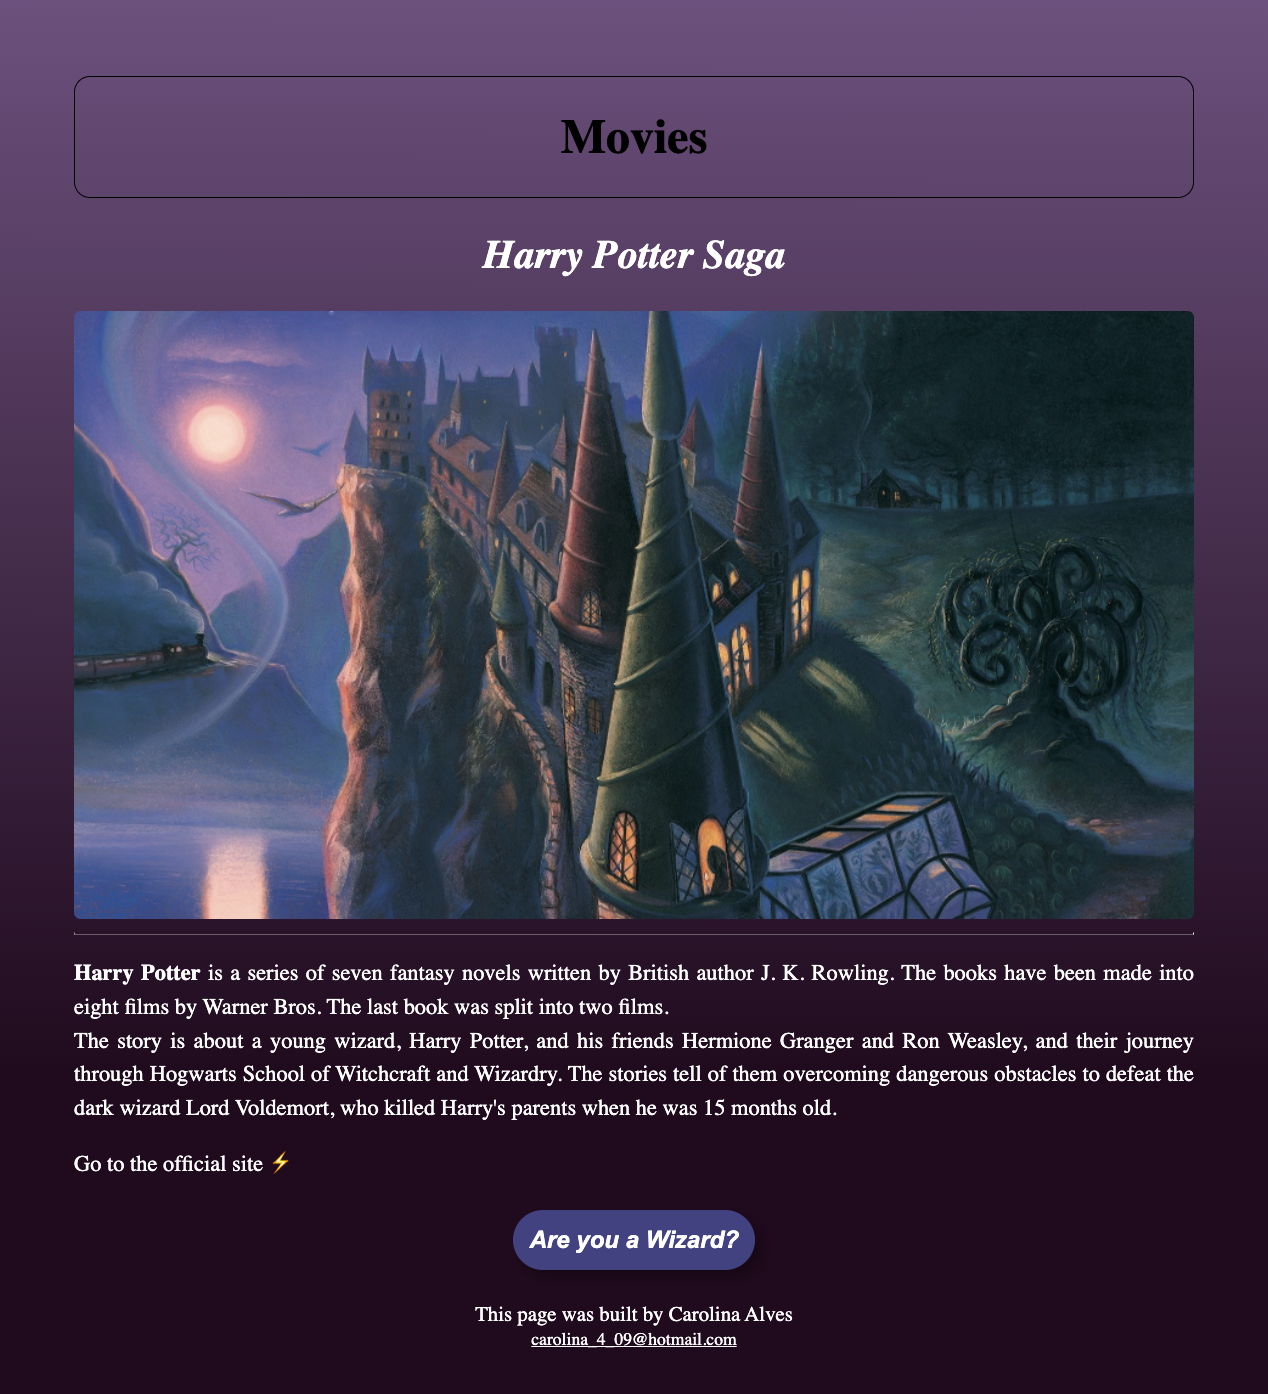 Movies
Harry Potter Saga
Harry Potter is a series of seven fantasy novels written by British author J. K. Rowling. The books have been made into
eight films by Warner Bros. The last book was split into two films.
The story is about a young wizard, Harry Potter, and his friends Hermione Granger and Ron Weasley, and their journey
through Hogwarts School of Witchcraft and Wizardry. The stories tell of them overcoming dangerous obstacles to defeat the
dark wizard Lord Voldemort, who killed Harry's parents when he was 15 months old.
Go to the official site ⚡
Are you a Wizard?
This page was built by Carolina Alves
carolina_4_09@hotmail.com